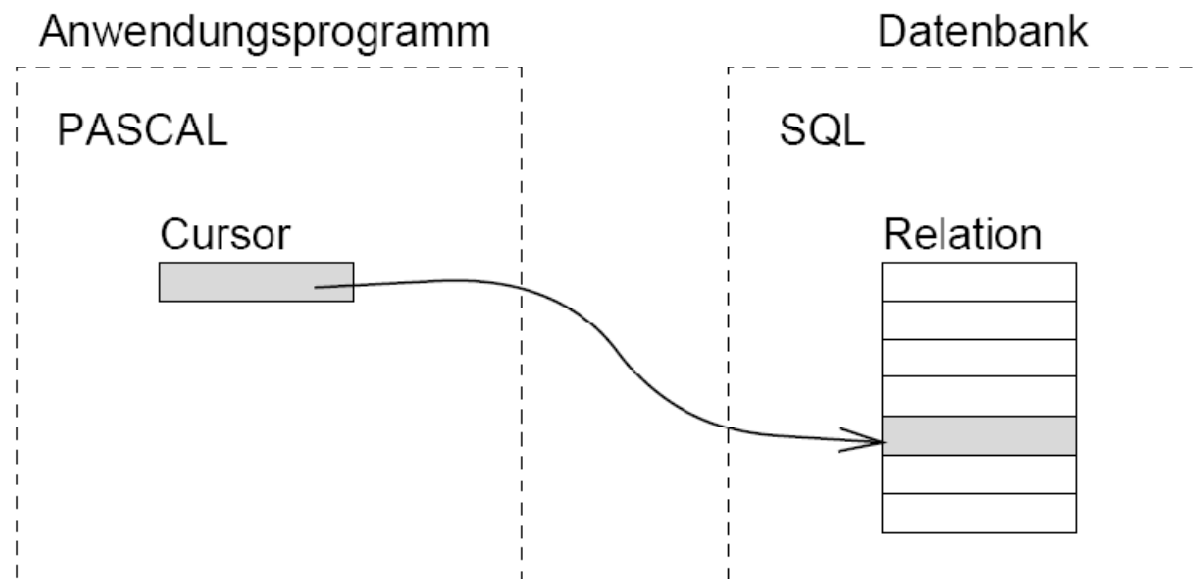 Anwendungsprogramm
Datenbank
PASCAL
SQL
Cursor
Relation